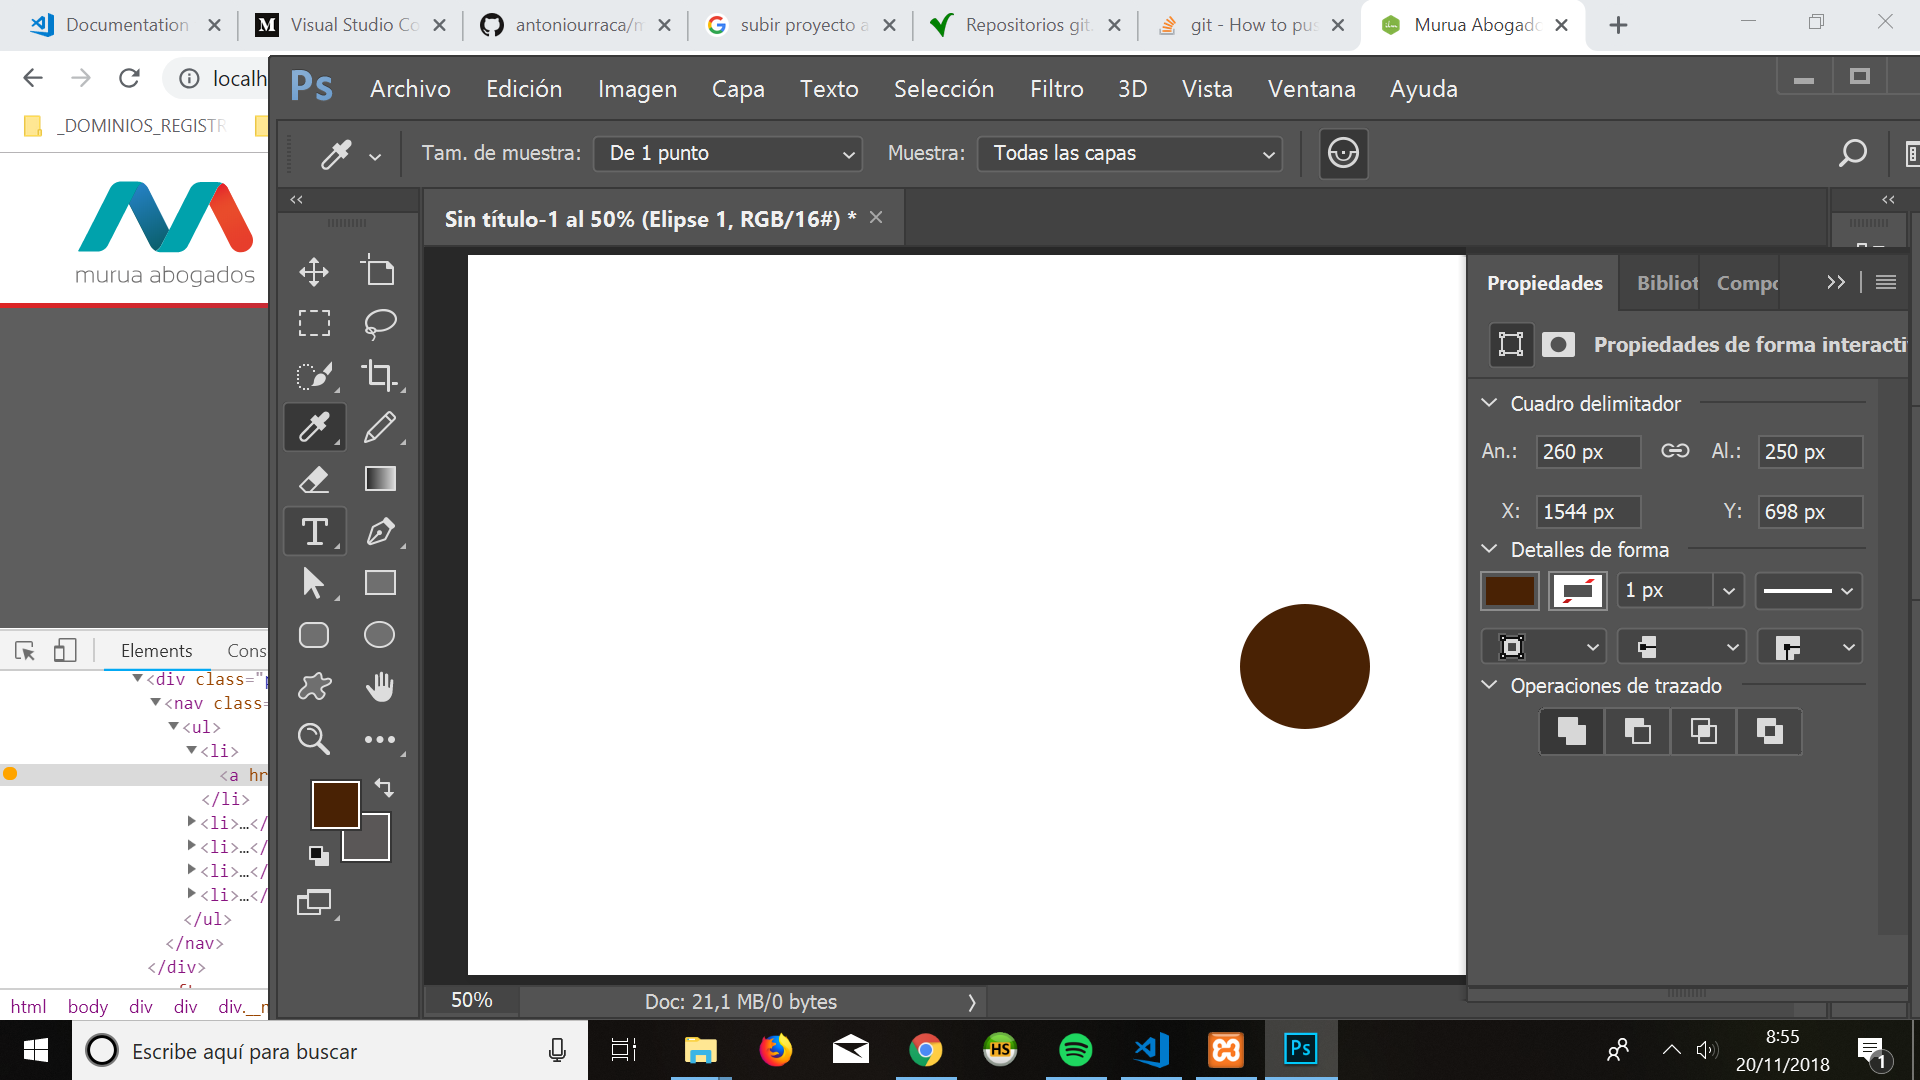 Documentation
Visual Studio Co
antoniourraca/m
subir proyecto a
Repositorios git.
git - How to pus
Murua Abogado
localh
_DOMINIOS_REGISTR
murua abogados
Ps
Archivo Edición Imagen Capa Texto Selección Filtro 3D Vista Ventana Ayuda
Tam. de muestra: De 1 punto Muestra: Todas las capas
Sin título-1 al 50% (Elipse 1, RGB/16#) *
Propiedades Bibliot Compo
Propiedades de forma interacti
Cuadro delimitador
An.: 260 px Al.: 250 px
X: 1544 px Y: 698 px
Detalles de forma
1 px
Operaciones de trazado
Elements Cons
<div class="p
<nav class=
<ul>
<li>
<a hr
</li>
<li>…</
<li>…</
<li>…</
<li>…</
</ul>
</nav>
</div>
html body div div div.__r
50% Doc: 21,1 MB/0 bytes
Escribe aquí para buscar
HS
Ps
8:55
20/11/2018
1